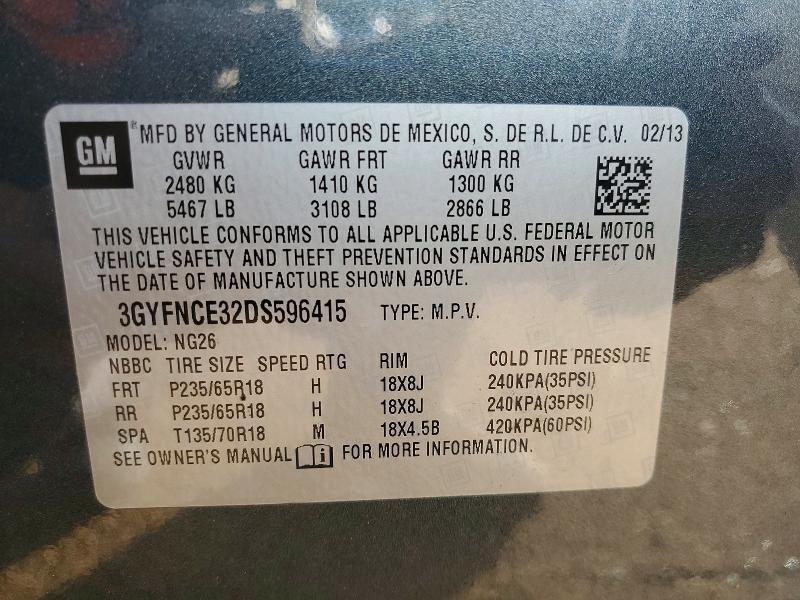 GM
® MFD BY GENERAL MOTORS DE MEXICO, S. DE R.L. DE C.V. 02/13
GVWR GAWR FRT GAWR RR
2480 KG 1410 KG 1300 KG
5467 LB 3108 LB 2866 LB
THIS VEHICLE CONFORMS TO ALL APPLICABLE U.S. FEDERAL MOTOR
VEHICLE SAFETY AND THEFT PREVENTION STANDARDS IN EFFECT ON
THE DATE OF MANUFACTURE SHOWN ABOVE.
3GYFNCE32DS596415 TYPE: M.P.V.
MODEL: NG26
NBBC TIRE SIZE SPEED RTG RIM COLD TIRE PRESSURE
FRT P235/65R18 H 18X8J 240KPA(35PSI)
RR P235/65R18 H 18X8J 240KPA(35PSI)
SPA T135/70R18 M 18X4.5B 420KPA(60PSI)
SEE OWNER'S MANUAL i FOR MORE INFORMATION.